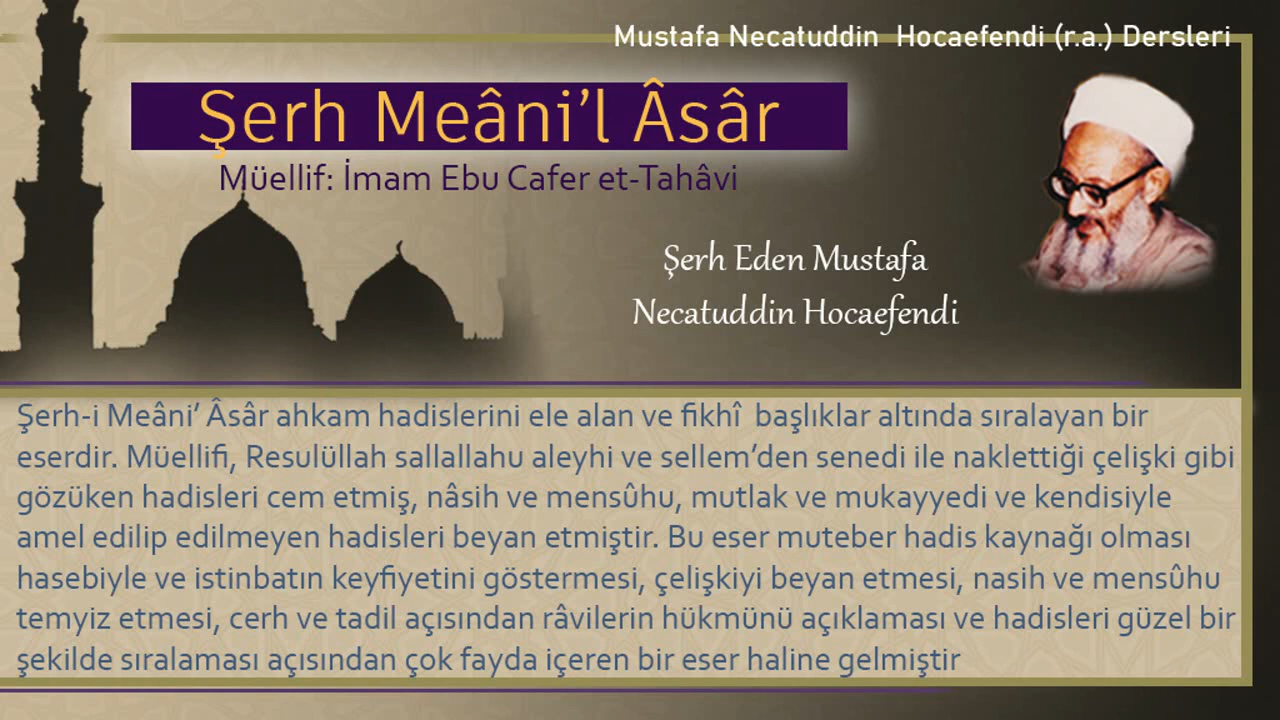 Mustafa Necatuddin Hocaefendi (r.a.) Dersleri
Şerh Meâni’l Âsâr
Müellif: İmam Ebu Cafer et-Tahâvi
Şerh Eden Mustafa
Necatuddin Hocaefendi
Şerh-i Meâni’ Âsâr ahkam hadislerini ele alan ve fikhî başlıklar altında sıralayan bir
eserdir. Müellifi, Resulüllah sallallahu aleyhi ve sellem’den senedi ile naklettiği çelişki gibi
gözüken hadisleri cem etmiş, nâsih ve mensûhu, mutlak ve mukayyedi ve kendisiyle
amel edilip edilmeyen hadisleri beyan etmiştir. Bu eser muteber hadis kaynağı olması
hasebiyle ve istinbatın keyfiyetini göstermesi, çelişkiyi beyan etmesi, nasih ve mensûhu
temyiz etmesi, cerh ve tadil açısından râvilerin hükmünü açıklaması ve hadisleri güzel bir
şekilde sıralaması açısından çok fayda içeren bir eser haline gelmiştir